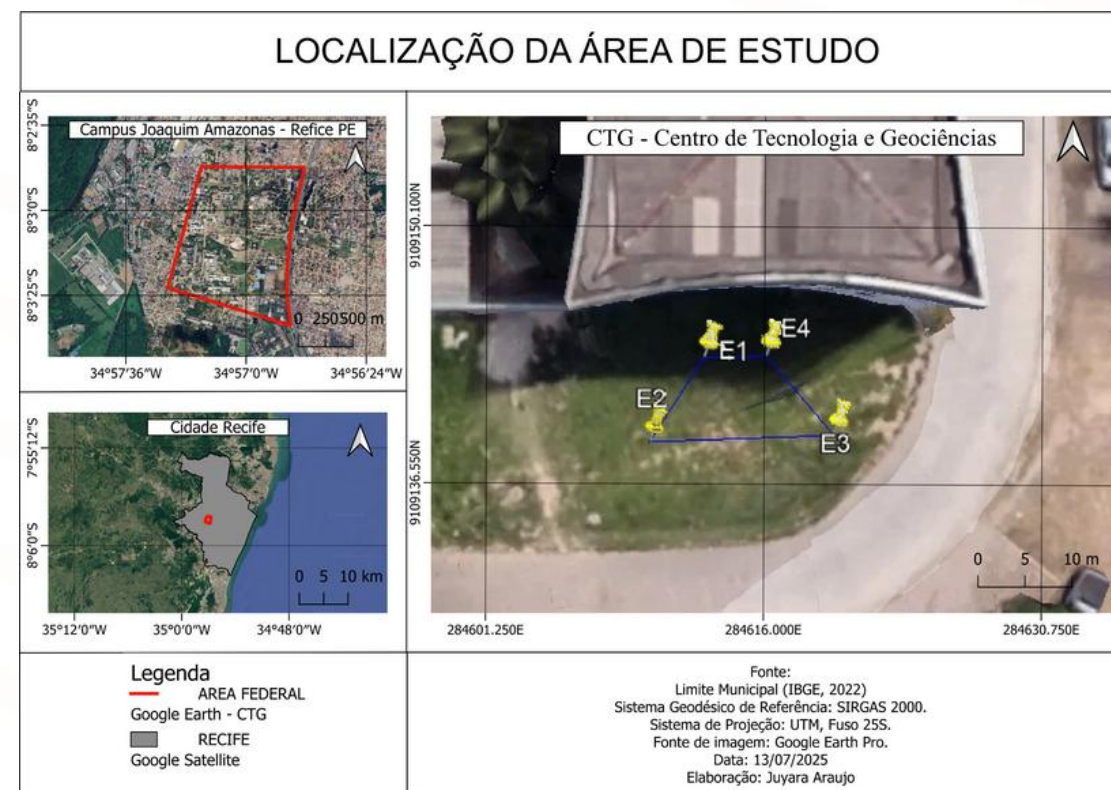 LOCALIZAÇÃO DA ÁREA DE ESTUDO
Campus Joaquim Amazonas - Refice PE
8°2'35"S
8°3'0"S
8°3'25"S
0 250500 m
34°57'36"W 34°57'0"W 34°56'24"W
Cidade Recife
7°55'12"S
8°6'0"S
0 5 10 km
35°12'0"W 35°0'0"W 34°48'0"W
CTG - Centro de Tecnologia e Geociências
9109150.100N
9109136.550N
E1
E4
E2
E3
0 5 10 m
284601.250E 284616.000E 284630.750E
Legenda
AREA FEDERAL
Google Earth - CTG
RECIFE
Google Satellite
Fonte:
Limite Municipal (IBGE, 2022)
Sistema Geodésico de Referência: SIRGAS 2000.
Sistema de Projeção: UTM, Fuso 25S.
Fonte de imagem: Google Earth Pro.
Data: 13/07/2025
Elaboração: Juyara Araujo